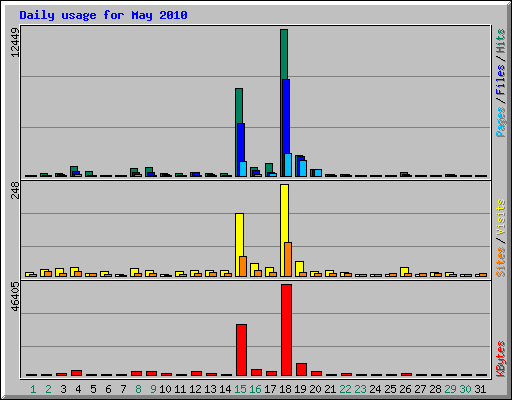 Daily usage for May 2010
12449
Pages/Files/Hits
248
Sites/Visits
46405
KBytes
1 2 3 4 5 6 7 8 9 10 11 12 13 14 15 16 17 18 19 20 21 22 23 24 25 26 27 28 29 30 31